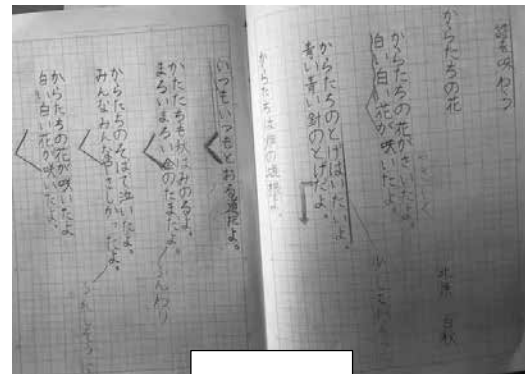 詩を味わう
からたちの花
北原 白秋
からたちの花がさいたよ。
白い白い花が咲いたよ。
からたちのとげはいたいよ。
青い青い針のとげだよ。
からたちは畑の垣根よ。
いつもいつもとおる道だよ。
からたちも秋はみのるよ。
まろいまろい金のたまだよ。
ふんわり
からたちのそばで泣いたよ。
みんなみんなやさしかったよ。
からたちの花が咲いたよ。
白い白い花が咲いたよ。